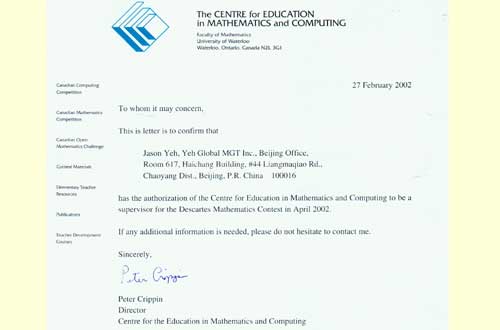 The CENTRE for EDUCATION
in MATHEMATICS and COMPUTING
Faculty of Mathematics
University of Waterloo
Waterloo, Ontario, Canada N2L 3G1
27 February 2002
Canadian Computing
Competition
Canadian Mathematics
Competition
Canadian Open
Mathematics Challenge
Contest Materials
Elementary Teacher
Resources
Publications
Teacher Development
Courses
To whom it may concern,
This is letter is to confirm that
Jason Yeh, Yeh Global MGT Inc., Beijing Office,
Room 617, Haichang Building, #44 Liangmaqiao Rd.,
Chaoyang Dist., Beijing, P.R. China 100016
has the authorization of the Centre for Education in Mathematics and Computing to be a
supervisor for the Descartes Mathematics Contest in April 2002.
If any additional information is needed, please do not hesitate to contact me.
Sincerely,
Peter Crippin
Peter Crippin
Director
Centre for the Education in Mathematics and Computing